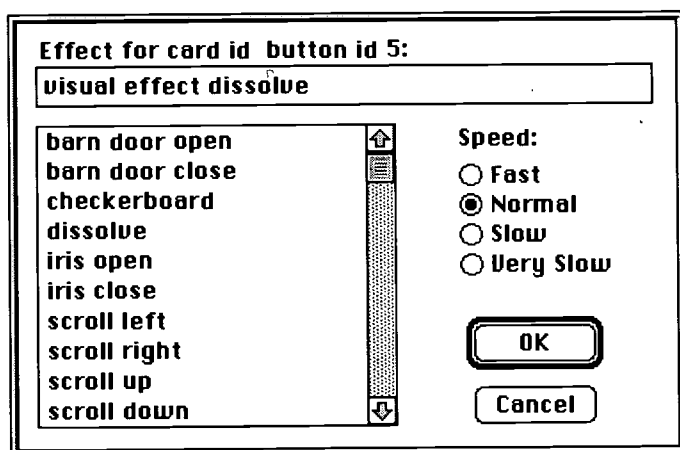 Effect for card id button id 5:
visual effect dissolve
barn door open
barn door close
checkerboard
dissolve
iris open
iris close
scroll left
scroll right
scroll up
scroll down
Speed:
Fast
Normal
Slow
Very Slow
OK
Cancel